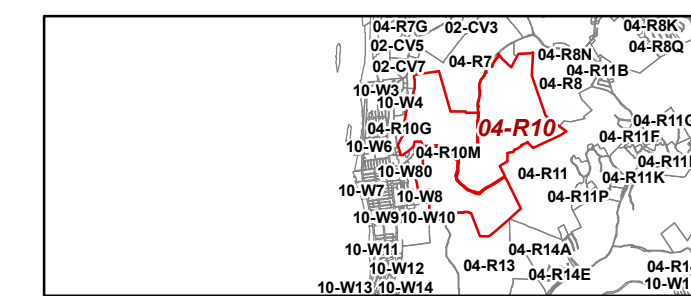 04-R7G 02-CV3 04-R8K
02-CV5 04-R8Q
02-CV7 04-R7 04-R8N
04-R11B
10-W3 04-R8
10-W4
04-R10G 04-R10 04-R11F
10-W6 04-R10M
10-W80 04-R11 04-R11K
10-W7 10-W8 04-R11P
10-W9 10-W10
10-W11 04-R14A
10-W12 04-R13 04-R14E
10-W13 10-W14